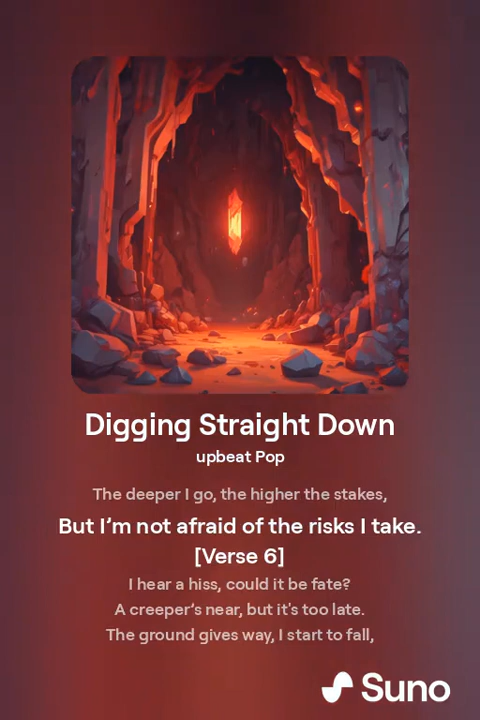 Digging Straight Down
upbeat Pop
The deeper I go, the higher the stakes,
But I’m not afraid of the risks I take.
[Verse 6]
I hear a hiss, could it be fate?
A creeper’s near, but it's too late.
The ground gives way, I start to fall,
Suno